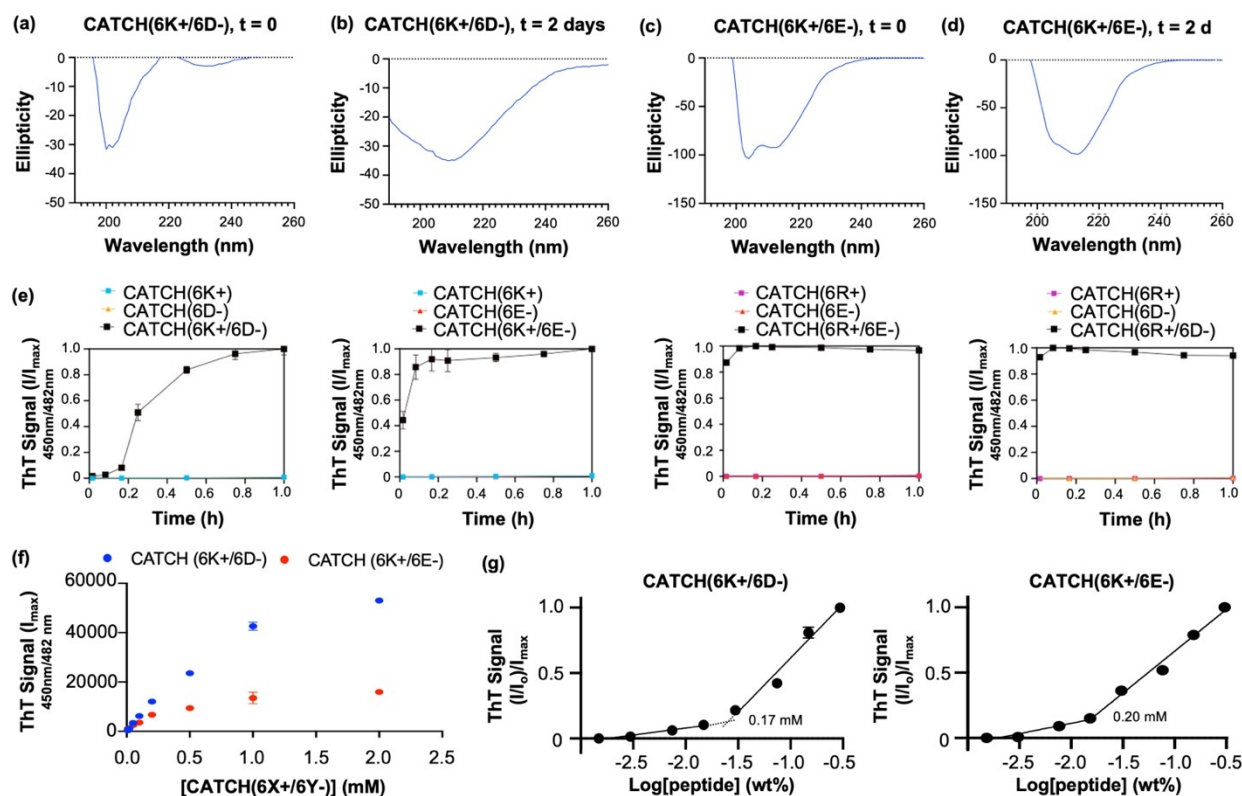 (a) CATCH(6K+/6D-), t = 0
Ellipticity
10
0
-10
-20
-30
-40
-50
200 220 240 260
Wavelength (nm)
(b) CATCH(6K+/6D-), t = 2 days
Ellipticity
0
-10
-20
-30
-40
-50
200 220 240 260
Wavelength (nm)
(c) CATCH(6K+/6E-), t = 0
Ellipticity
0
-50
-100
-150
200 220 240 260
Wavelength (nm)
(d) CATCH(6K+/6E-), t = 2 d
Ellipticity
0
-50
-100
-150
200 220 240 260
Wavelength (nm)
(e)
CATCH(6K+)
CATCH(6D-)
CATCH(6K+/6D-)
ThT Signal (I/Imax)
450nm/482nm
1.0
0.8
0.6
0.4
0.2
0
0 0.2 0.4 0.6 0.8 1.0
Time (h)
CATCH(6K+)
CATCH(6E-)
CATCH(6K+/6E-)
ThT Signal (I/Imax)
450nm/482nm
1.0
0.8
0.6
0.4
0.2
0
0 0.2 0.4 0.6 0.8 1.0
Time (h)
CATCH(6R+)
CATCH(6E-)
CATCH(6R+/6E-)
ThT Signal (I/Imax)
450nm/482nm
1.0
0.8
0.6
0.4
0.2
0
0 0.2 0.4 0.6 0.8 1.0
Time (h)
CATCH(6R+)
CATCH(6D-)
CATCH(6R+/6D-)
ThT Signal (I/Imax)
450nm/482nm
1.0
0.8
0.6
0.4
0.2
0
0 0.2 0.4 0.6 0.8 1.0
Time (h)
(f) CATCH (6K+/6D-) CATCH (6K+/6E-)
ThT Signal (Imax)
450nm/482 nm
60000
40000
20000
0
0.0 0.5 1.0 1.5 2.0 2.5
[CATCH(6X+/6Y-)] (mM)
(g) CATCH(6K+/6D-)
ThT Signal
(I/Io)/Imax
1.0
0.5
0
0.17 mM
-2.5 -2.0 -1.5 -1.0 -0.5
Log[peptide] (wt%)
CATCH(6K+/6E-)
ThT Signal
(I/Io)/Imax
1.0
0.5
0
0.20 mM
-2.5 -2.0 -1.5 -1.0 -0.5
Log[peptide] (wt%)